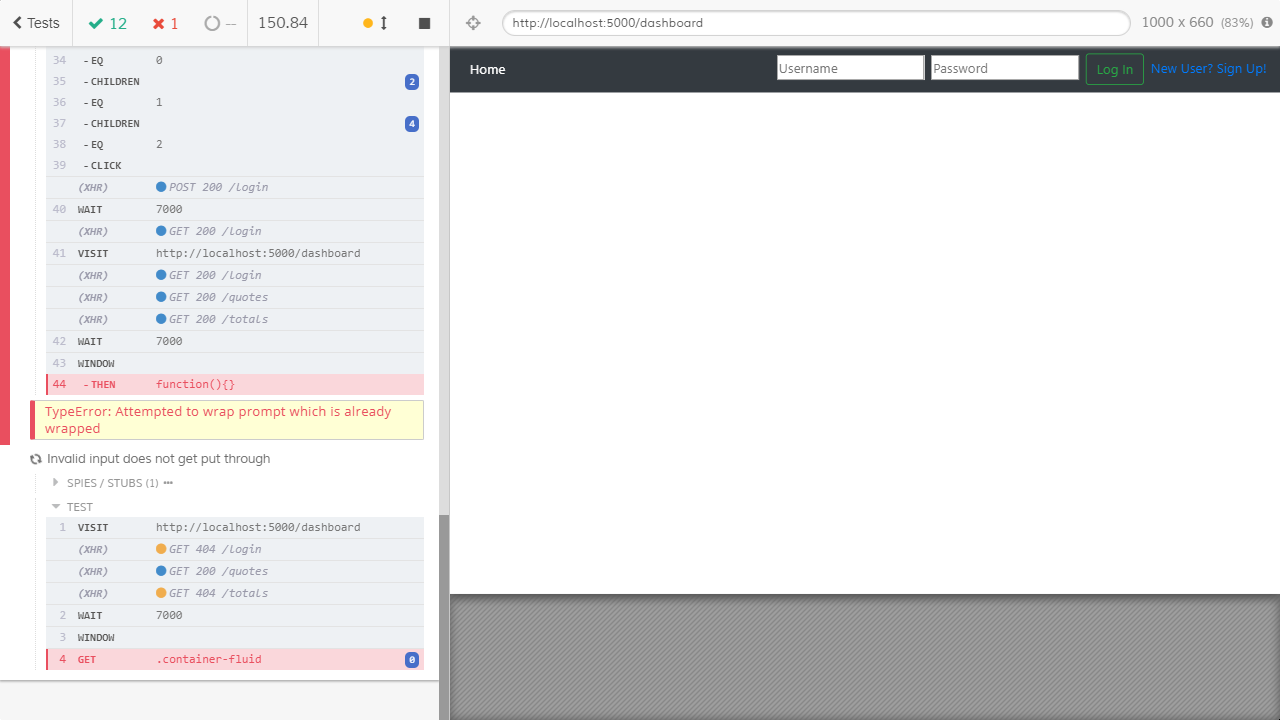 Tests 12 1 -- 150.84
http://localhost:5000/dashboard 1000 x 660 (83%)
34 -EQ 0
35 -CHILDREN 2
36 -EQ 1
37 -CHILDREN 4
38 -EQ 2
39 -CLICK
(XHR) POST 200 /login
40 WAIT 7000
(XHR) GET 200 /login
41 VISIT http://localhost:5000/dashboard
(XHR) GET 200 /login
(XHR) GET 200 /quotes
(XHR) GET 200 /totals
42 WAIT 7000
43 WINDOW
44 -THEN function(){}
TypeError: Attempted to wrap prompt which is already
wrapped
Invalid input does not get put through
SPIES / STUBS (1) •••
TEST
1 VISIT http://localhost:5000/dashboard
(XHR) GET 404 /login
(XHR) GET 200 /quotes
(XHR) GET 404 /totals
2 WAIT 7000
3 WINDOW
4 GET .container-fluid 0
Home Username Password Log In New User? Sign Up!